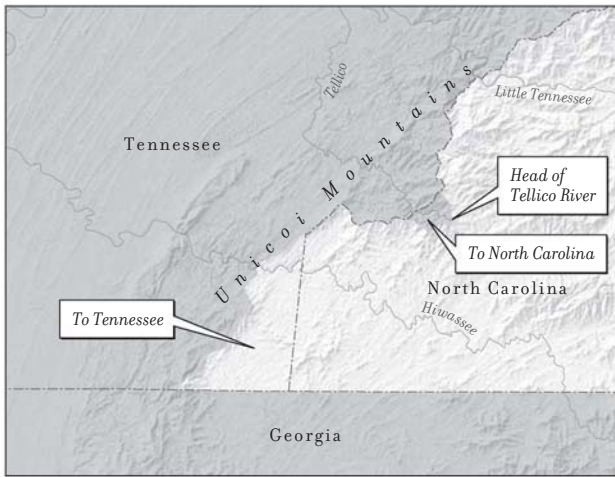 Tellico
Little Tennessee
Tennessee
Unicoi Mountains
Head of
Tellico River
To North Carolina
North Carolina
To Tennessee
Hiwassee
Georgia